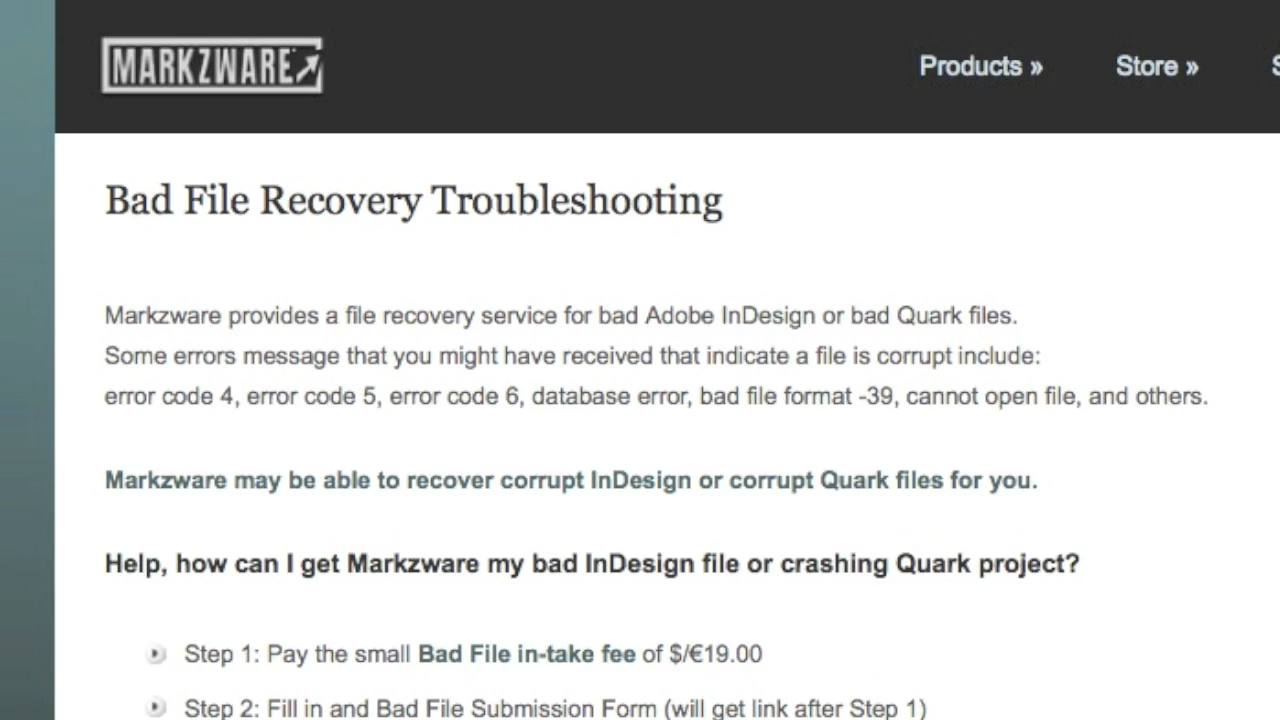 MARKZWARE
Products »
Store »
S
Bad File Recovery Troubleshooting
Markzware provides a file recovery service for bad Adobe InDesign or bad Quark files.
Some errors message that you might have received that indicate a file is corrupt include:
error code 4, error code 5, error code 6, database error, bad file format -39, cannot open file, and others.
Markzware may be able to recover corrupt InDesign or corrupt Quark files for you.
Help, how can I get Markzware my bad InDesign file or crashing Quark project?
Step 1: Pay the small Bad File in-take fee of $/€19.00
Step 2: Fill in and Bad File Submission Form (will get link after Step 1)